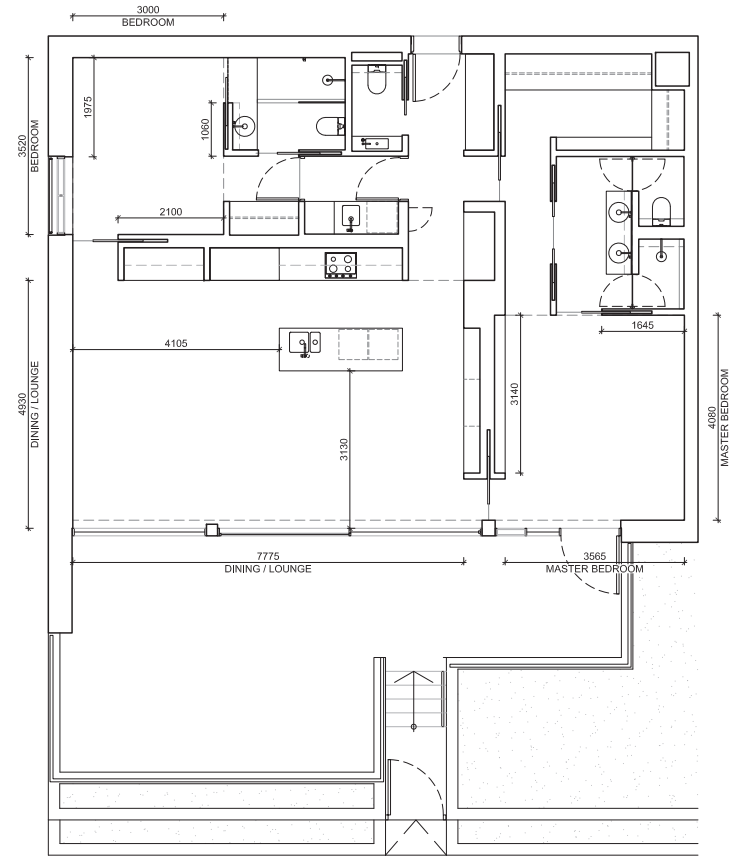 3000
BEDROOM
1975
1060
3520
BEDROOM
2100
4105
1645
4930
DINING / LOUNGE
3140
4080
MASTER BEDROOM
3130
7775
DINING / LOUNGE
3565
MASTER BEDROOM